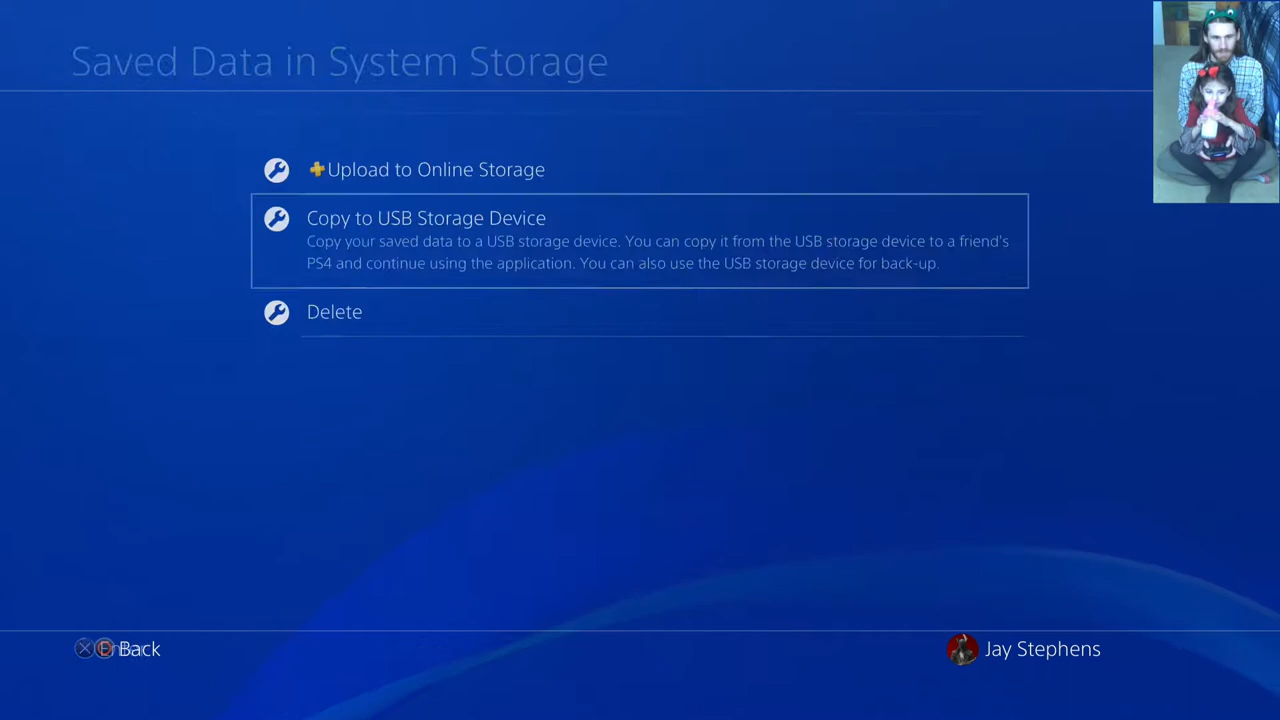 Saved Data in System Storage
Upload to Online Storage
Copy to USB Storage Device
Copy your saved data to a USB storage device. You can copy it from the USB storage device to a friend's
PS4 and continue using the application. You can also use the USB storage device for back-up.
Delete
Back
Jay Stephens